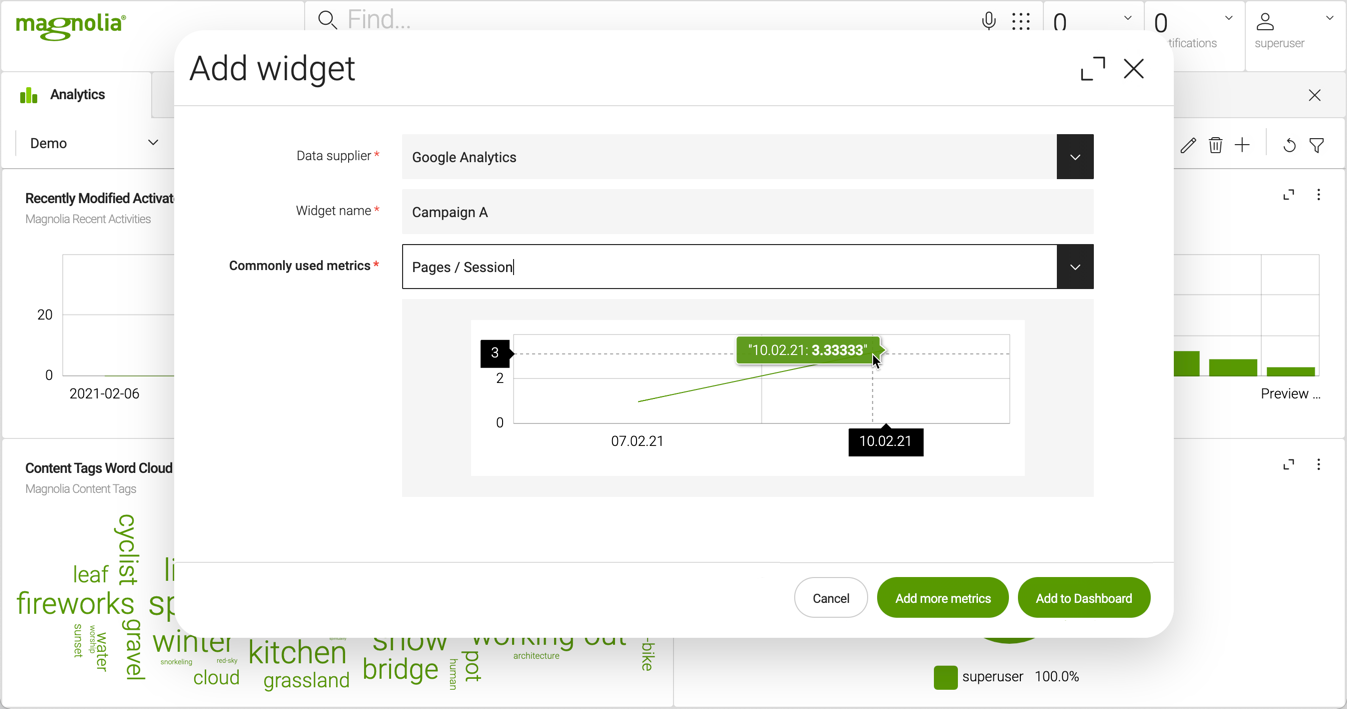 magnolia®
Find...
0
0
tifications
superuser
Add widget
Analytics
Demo
Data supplier*
Google Analytics
Widget name*
Campaign A
Commonly used metrics*
Pages / Session
"10.02.21: 3.33333"
3
2
0
07.02.21
10.02.21
Cancel
Add more metrics
Add to Dashboard
Recently Modified Activat
Magnolia Recent Activities
20
0
2021-02-06
Preview ...
Content Tags Word Cloud
Magnolia Content Tags
cyclist
leaf
li
fireworks
sp
sunset
worship
water
gravel
winter
snorkeling
red-sky
cloud
kitchen
grassland
snow
bridge
human
pot
working out
architecture
-bike
superuser 100.0%